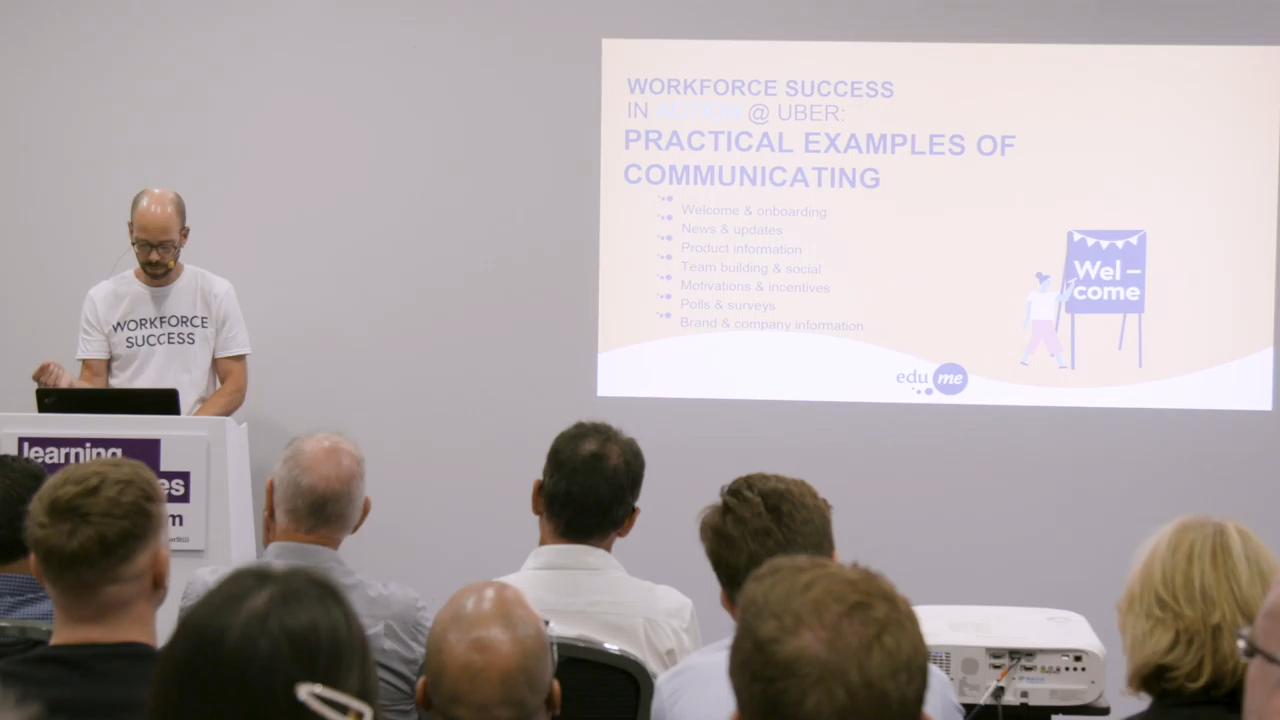 WORKFORCE SUCCESS
IN ACTION @ UBER:
PRACTICAL EXAMPLES OF
COMMUNICATING
Welcome & onboarding
News & updates
Product information
Team building & social
Motivations & incentives
Polls & surveys
Brand & company information
Wel –
come
edu me
WORKFORCE
SUCCESS
learning
es
m